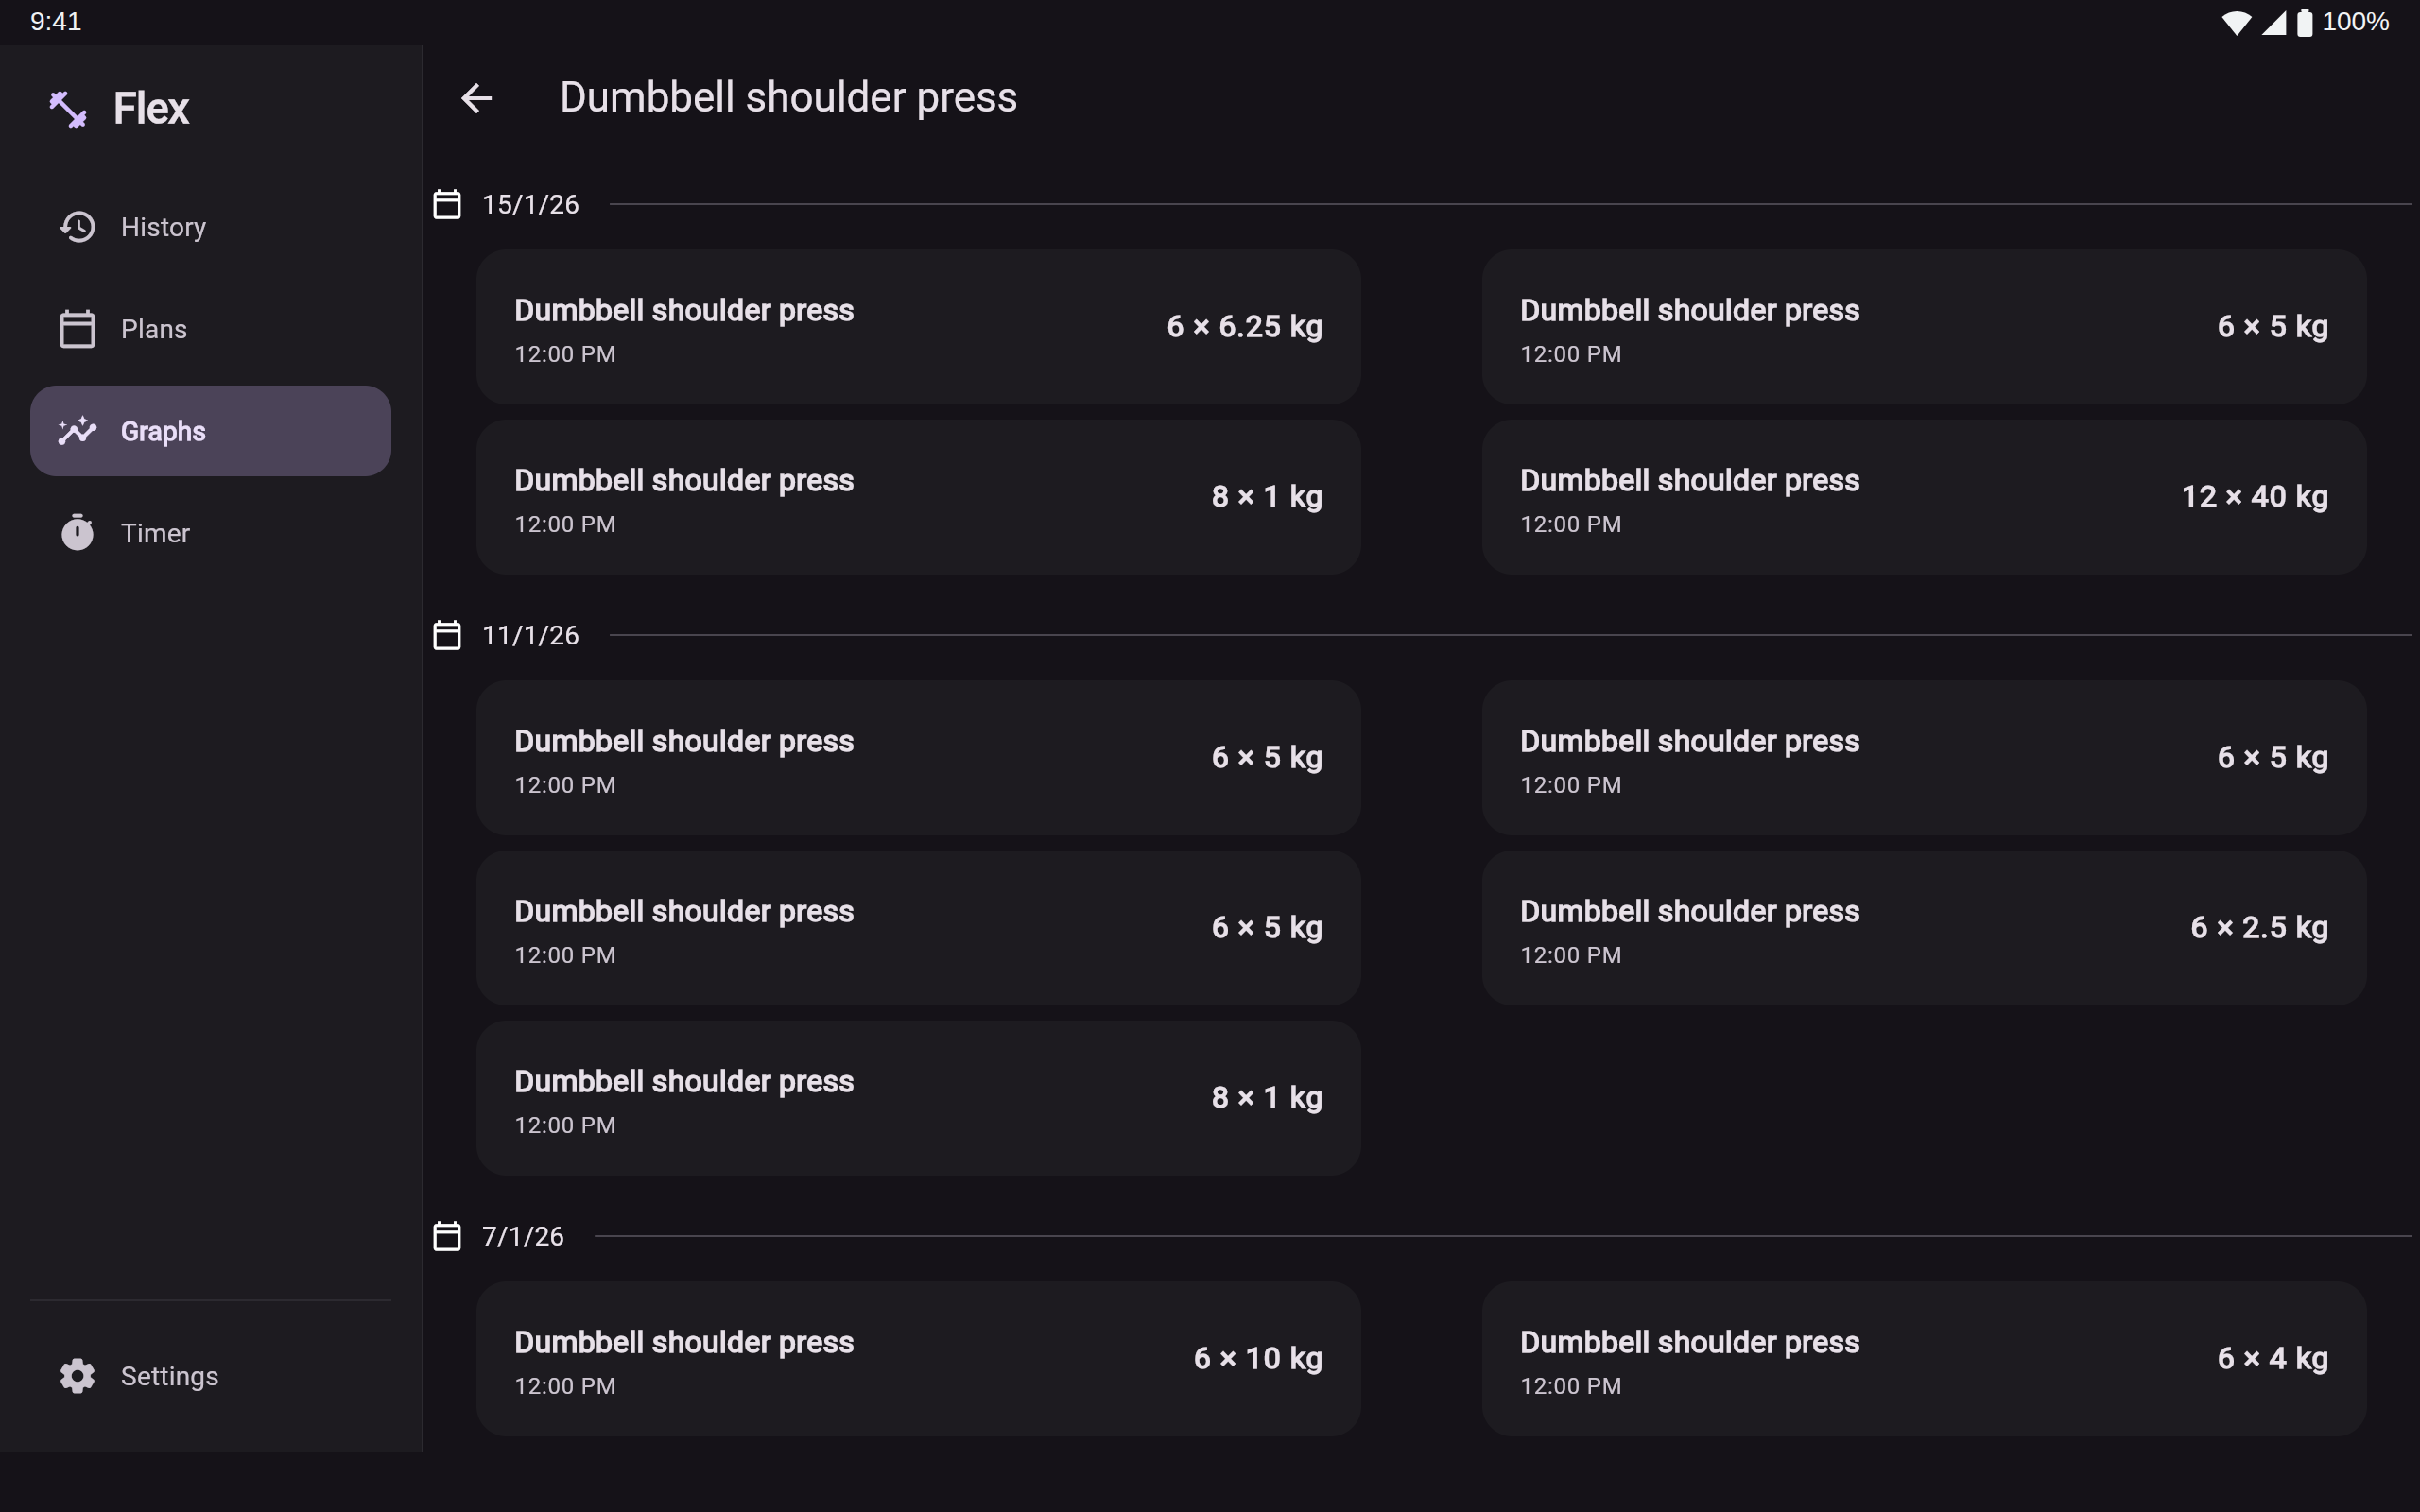 9:41
100%
Flex
History
Plans
Graphs
Timer
Settings
Dumbbell shoulder press
15/1/26
Dumbbell shoulder press
12:00 PM
6 × 6.25 kg
Dumbbell shoulder press
12:00 PM
6 × 5 kg
Dumbbell shoulder press
12:00 PM
8 × 1 kg
Dumbbell shoulder press
12:00 PM
12 × 40 kg
11/1/26
Dumbbell shoulder press
12:00 PM
6 × 5 kg
Dumbbell shoulder press
12:00 PM
6 × 5 kg
Dumbbell shoulder press
12:00 PM
6 × 5 kg
Dumbbell shoulder press
12:00 PM
6 × 2.5 kg
Dumbbell shoulder press
12:00 PM
8 × 1 kg
7/1/26
Dumbbell shoulder press
12:00 PM
6 × 10 kg
Dumbbell shoulder press
12:00 PM
6 × 4 kg